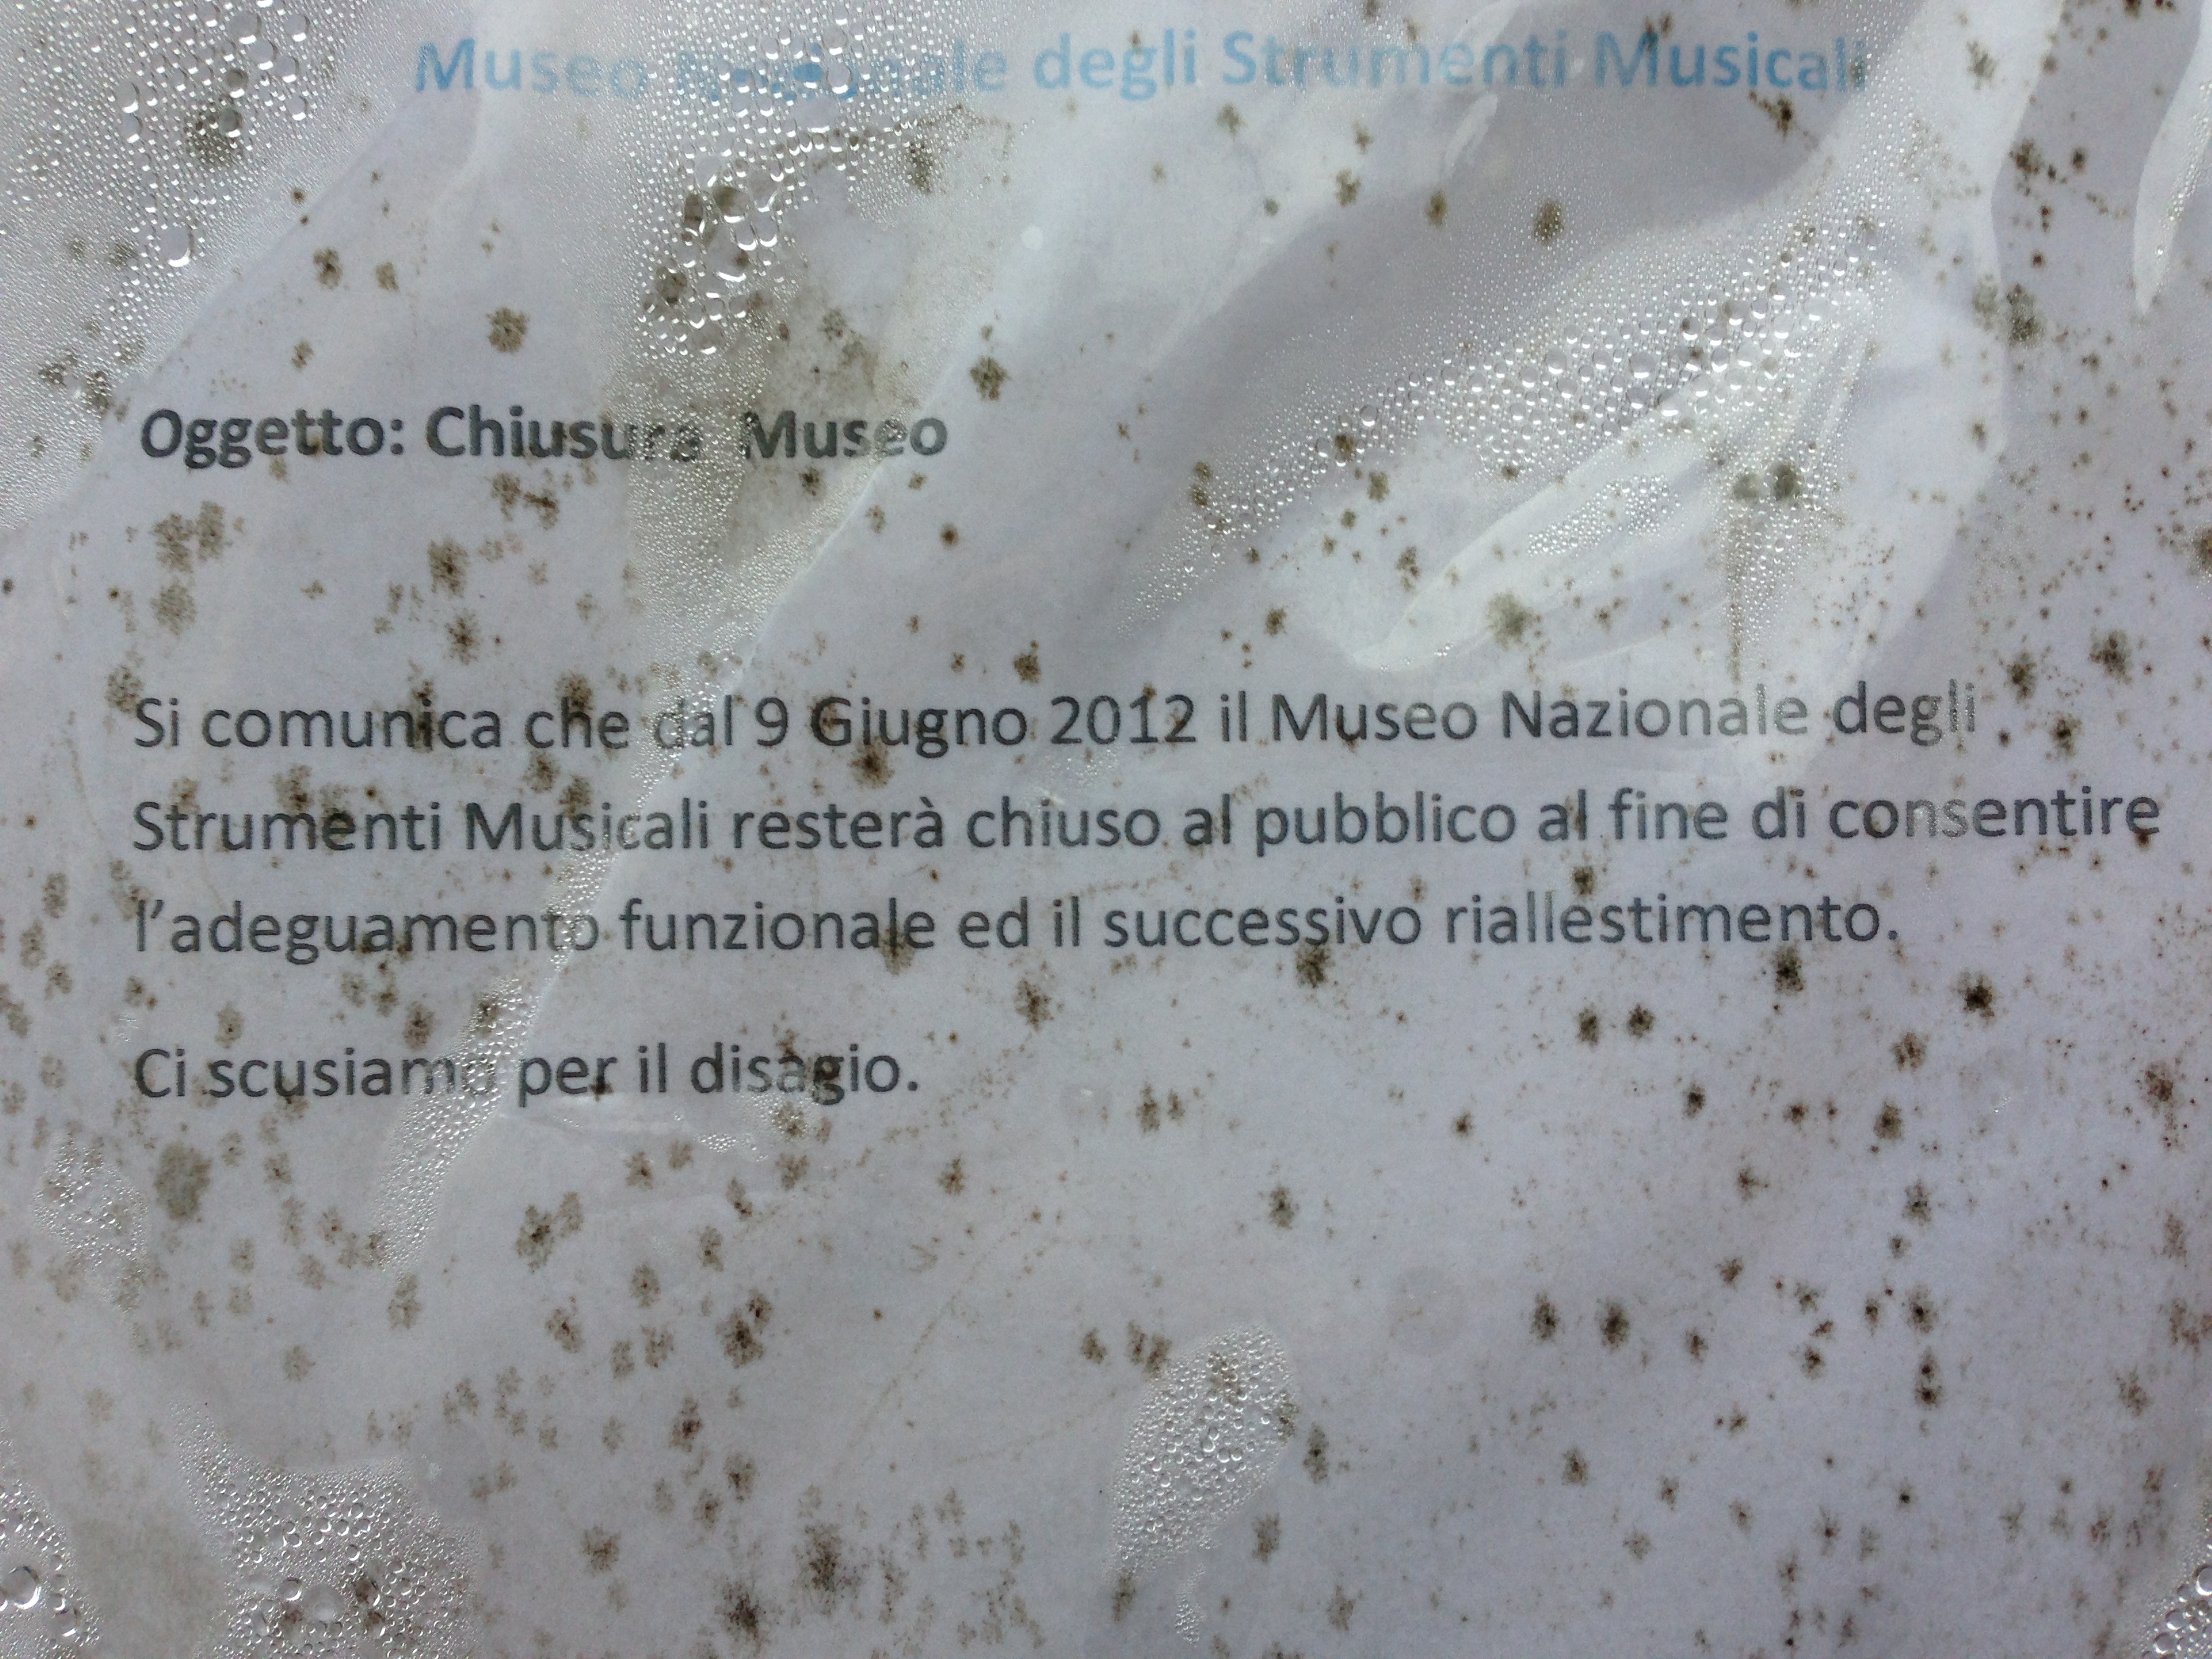 Museo Nazionale degli Strumenti Musicali
Oggetto: Chiusura Museo
Si comunica che dal 9 Giugno 2012 il Museo Nazionale degli
Strumenti Musicali resterà chiuso al pubblico al fine di consentire
l'adeguamento funzionale ed il successivo riallestimento.
Ci scusiamo per il disagio.